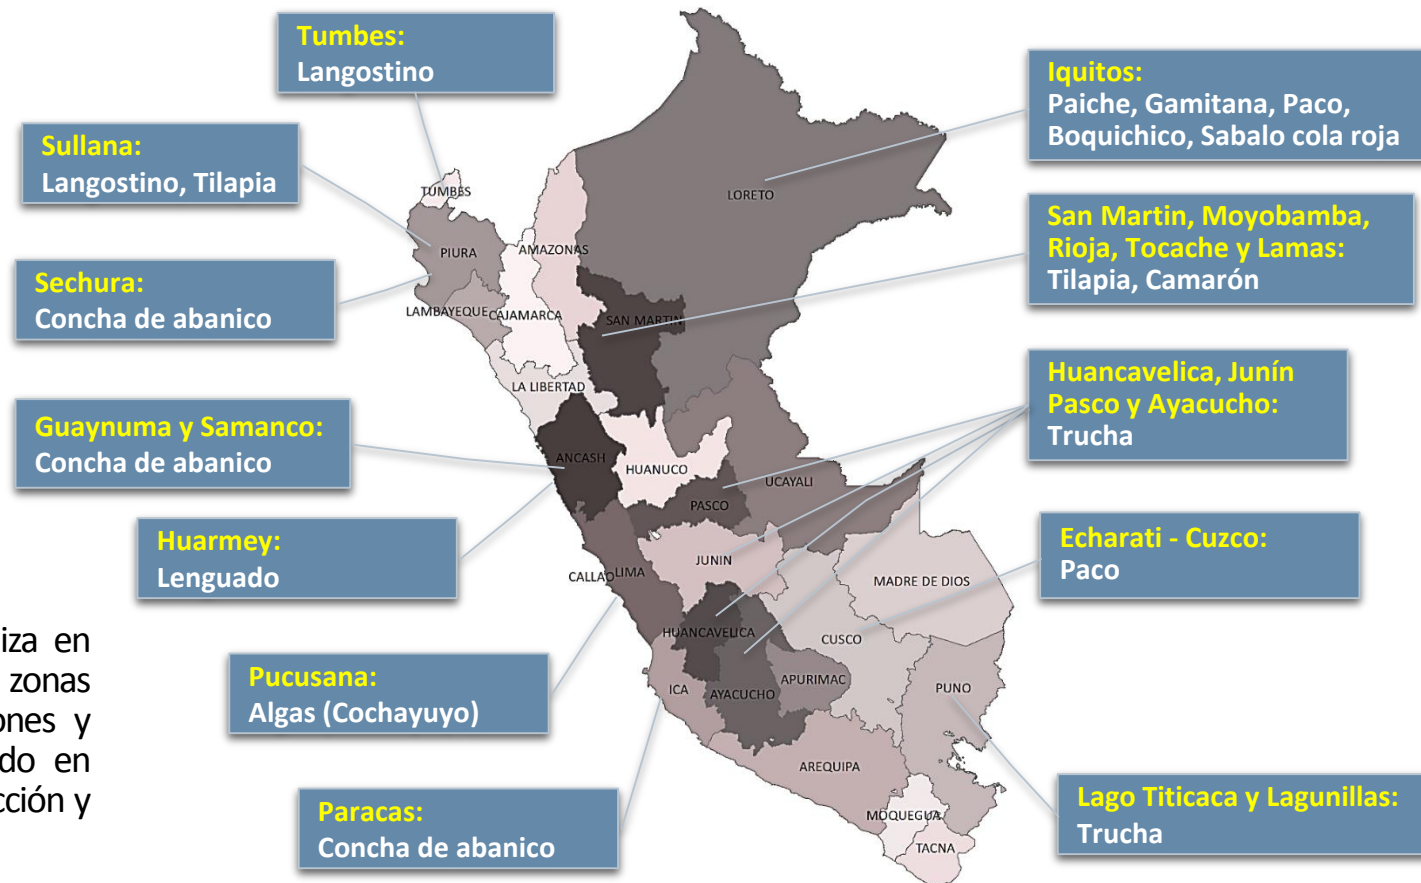 Tumbes:
Langostino
Sullana:
Langostino, Tilapia
Sechura:
Concha de abanico
Guaynuma y Samanco:
Concha de abanico
Huarmey:
Lenguado
Pucusana:
Algas (Cochayuyo)
Paracas:
Concha de abanico
Iquitos:
Paiche, Gamitana, Paco,
Boquichico, Sabalo cola roja
San Martin, Moyobamba,
Rioja, Tocache y Lamas:
Tilapia, Camarón
Huancavelica, Junín
Pasco y Ayacucho:
Trucha
Echarati - Cuzco:
Paco
Lago Titicaca y Lagunillas:
Trucha
TUMBES
PIURA
LAMBAYEQUE
CAJAMARCA
AMAZONAS
LORETO
SAN MARTIN
LA LIBERTAD
ANCASH
HUANUCO
UCAYALI
PASCO
JUNIN
CALLAO
LIMA
HUANCAVELICA
MADRE DE DIOS
CUSCO
ICA
AYACUCHO
APURIMAC
PUNO
AREQUIPA
MOQUEGUA
TACNA
iza en
zonas
ones y
do en
cción y